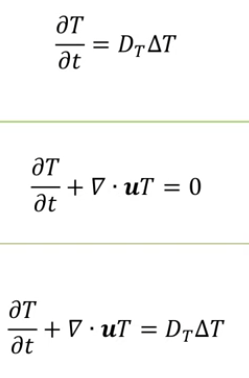 ∂T/∂t = D_T ΔT
∂T/∂t + ∇ · 𝒖T = 0
∂T/∂t + ∇ · 𝒖T = D_T ΔT